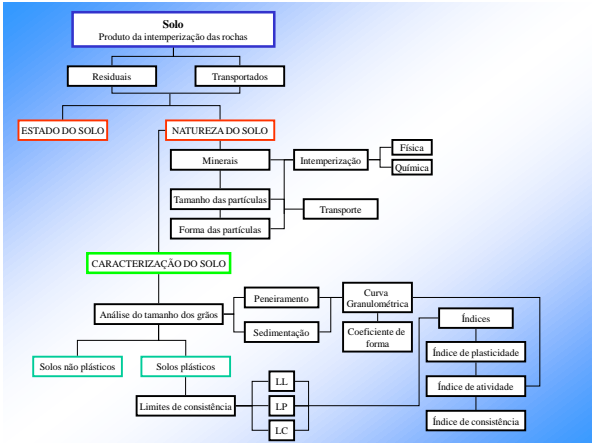 Solo
Produto da intemperização das rochas
Residuais
Transportados
ESTADO DO SOLO
NATUREZA DO SOLO
Minerais
Intemperização
Física
Química
Tamanho das partículas
Transporte
Forma das partículas
CARACTERIZAÇÃO DO SOLO
Análise do tamanho dos grãos
Peneiramento
Sedimentação
Curva
Granulométrica
Coeficiente de
forma
Índices
Índice de plasticidade
Índice de atividade
Índice de consistência
Solos não plásticos
Solos plásticos
Limites de consistência
LL
LP
LC